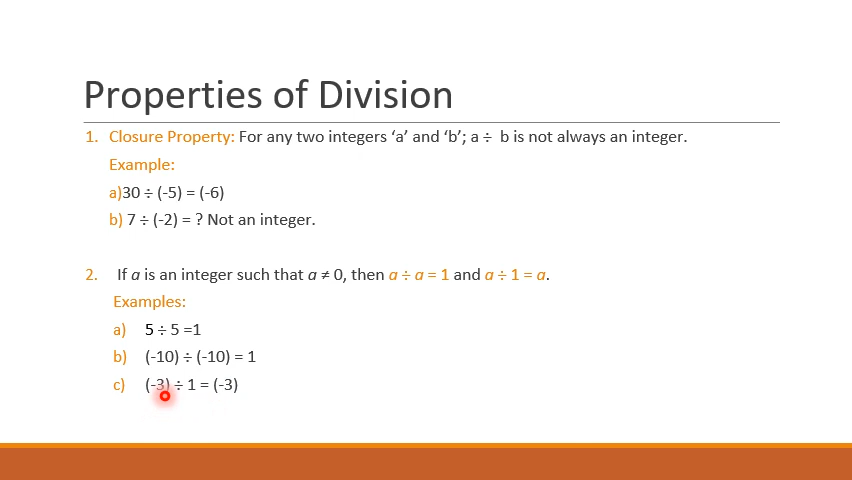 Properties of Division
1. Closure Property: For any two integers ‘a’ and ‘b’; a ÷ b is not always an integer.
Example:
a)30 ÷ (-5) = (-6)
b) 7 ÷ (-2) = ? Not an integer.
2. If a is an integer such that a ≠ 0, then a ÷ a = 1 and a ÷ 1 = a.
Examples:
a) 5 ÷ 5 =1
b) (-10) ÷ (-10) = 1
c) (-3) ÷ 1 = (-3)